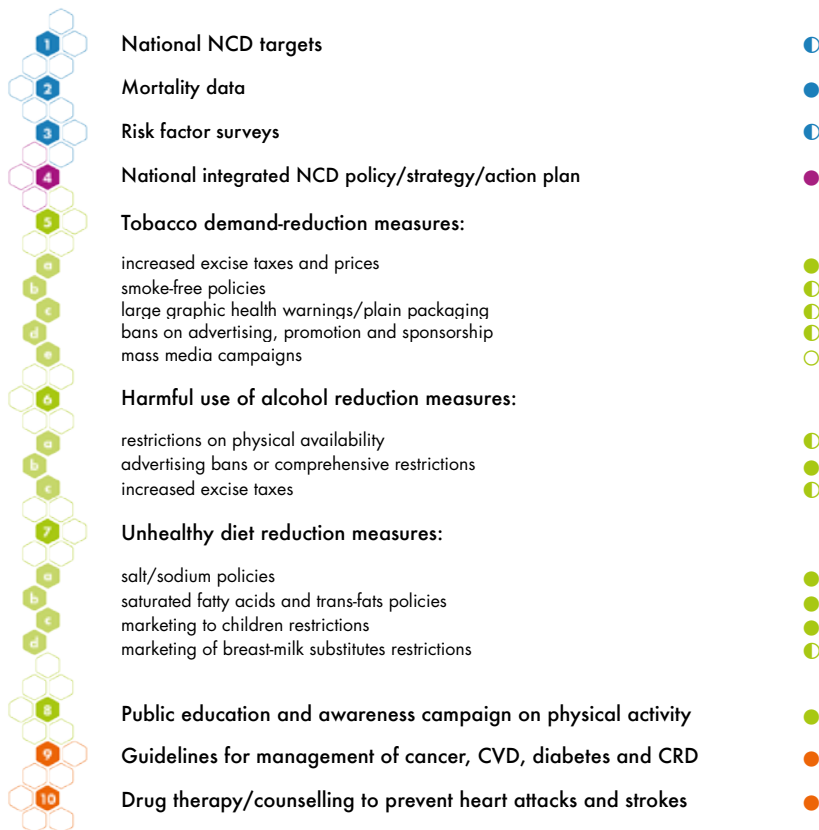 1 National NCD targets
2 Mortality data
3 Risk factor surveys
4 National integrated NCD policy/strategy/action plan
5 Tobacco demand-reduction measures:
a increased excise taxes and prices
b smoke-free policies
c large graphic health warnings/plain packaging
d bans on advertising, promotion and sponsorship
e mass media campaigns
6 Harmful use of alcohol reduction measures:
a restrictions on physical availability
b advertising bans or comprehensive restrictions
c increased excise taxes
7 Unhealthy diet reduction measures:
a salt/sodium policies
b saturated fatty acids and trans-fats policies
c marketing to children restrictions
d marketing of breast-milk substitutes restrictions
8 Public education and awareness campaign on physical activity
9 Guidelines for management of cancer, CVD, diabetes and CRD
10 Drug therapy/counselling to prevent heart attacks and strokes